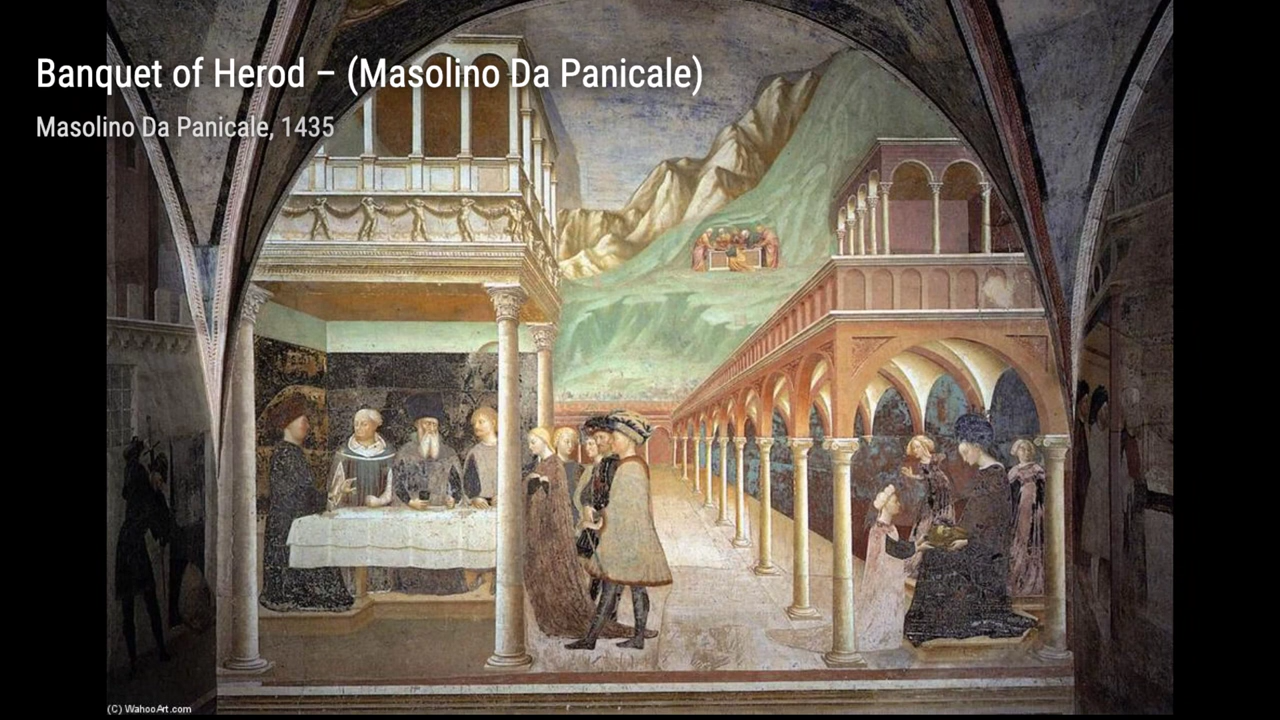 Banquet of Herod – (Masolino Da Panicale)
Masolino Da Panicale, 1435
(C) WahooArt.com